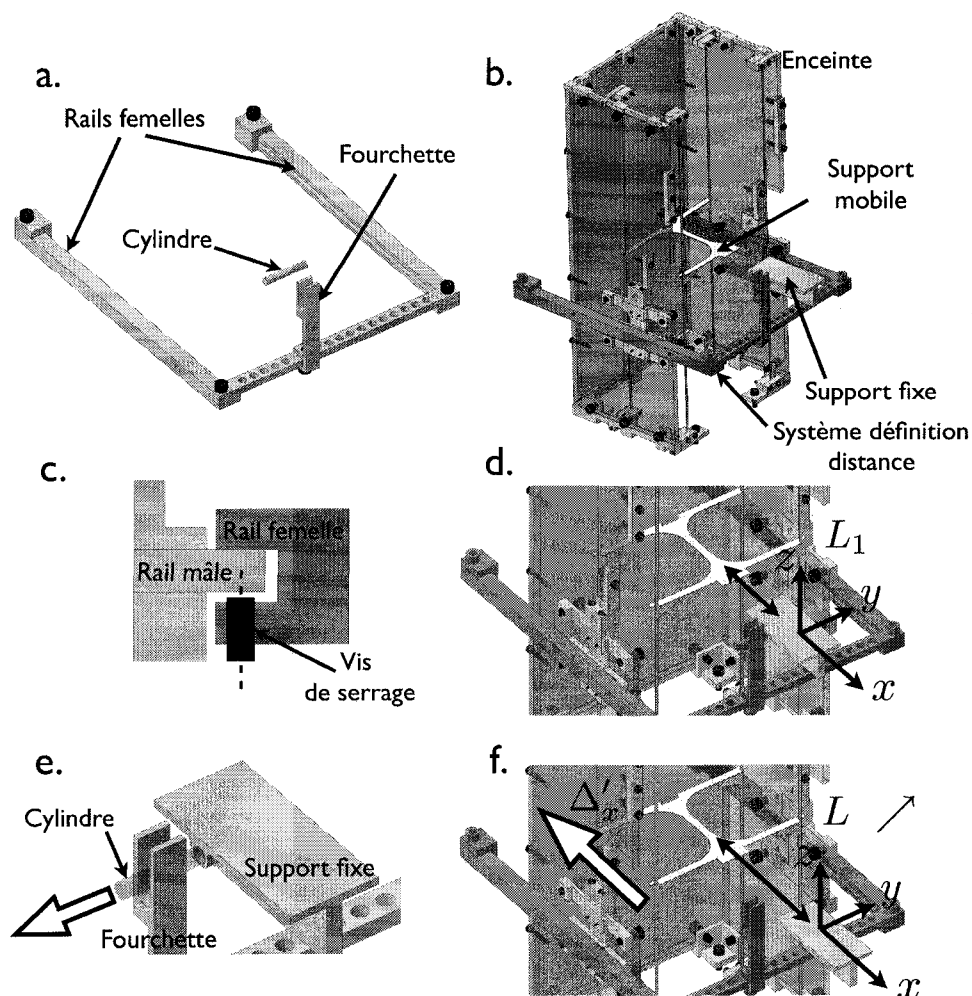 a.
Rails femelles
Fourchette
Cylindre
b.
Enceinte
Support
mobile
Support fixe
Système définition
distance
c.
Rail femelle
Rail mâle
Vis
de serrage
d.
L₁
z
y
x
e.
Cylindre
Support fixe
Fourchette
f.
Δ'ₓ
L ↗
z
y
x